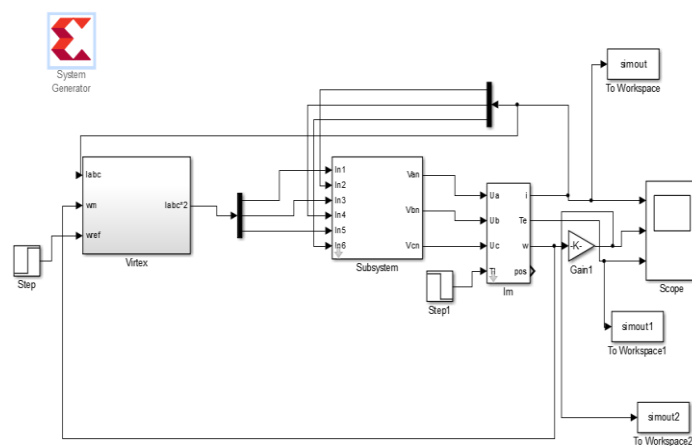 System
Generator
simout
To Workspace
Iabc
wn
wref
Iabc*2
Virtex
Step
In1
In2
In3
In4
In5
In6
Van
Vbn
Vcn
Subsystem
Ua
Ub
Uc
Tl
i
Te
w
pos
Im
Step1
-K-
Gain1
Scope
simout1
To Workspace1
simout2
To Workspace2